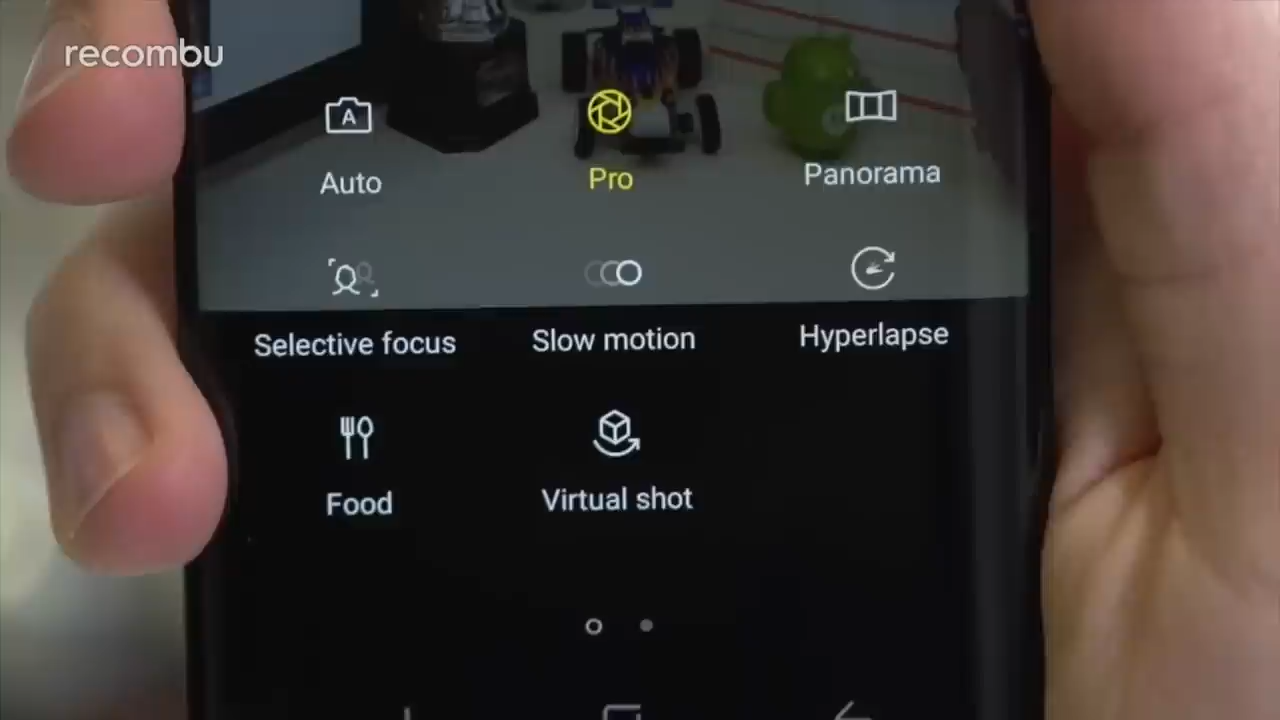 recombu
A
Auto
Pro
Panorama
Selective focus
Slow motion
Hyperlapse
Food
Virtual shot